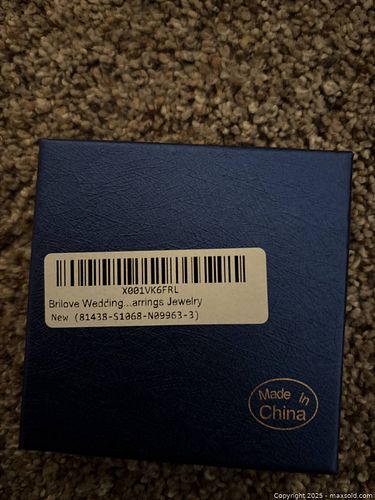 X001VK6FRL
Brilove Wedding...arrings Jewelry
New (81438-S1068-N09963-3)
Made In
China
Copyright 2025 - maxsold.com